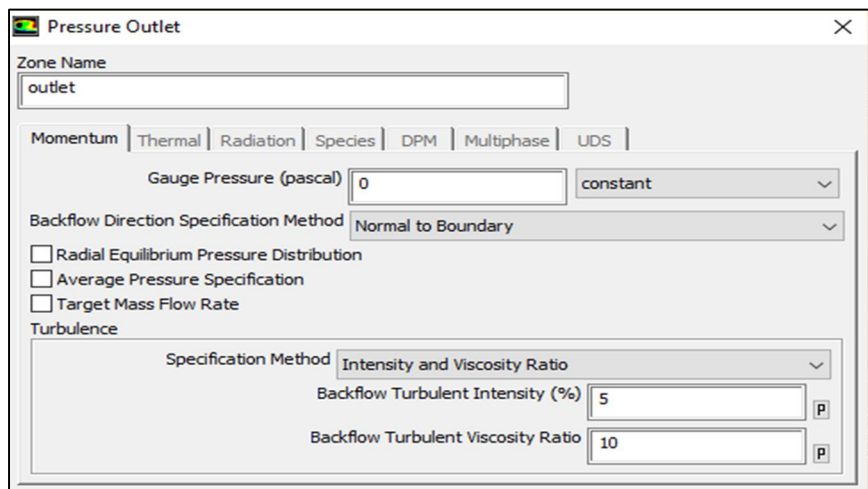 Pressure Outlet
Zone Name
outlet
Momentum Thermal Radiation Species DPM Multiphase UDS
Gauge Pressure (pascal) 0 constant
Backflow Direction Specification Method Normal to Boundary
Radial Equilibrium Pressure Distribution
Average Pressure Specification
Target Mass Flow Rate
Turbulence
Specification Method Intensity and Viscosity Ratio
Backflow Turbulent Intensity (%) 5 P
Backflow Turbulent Viscosity Ratio 10 P